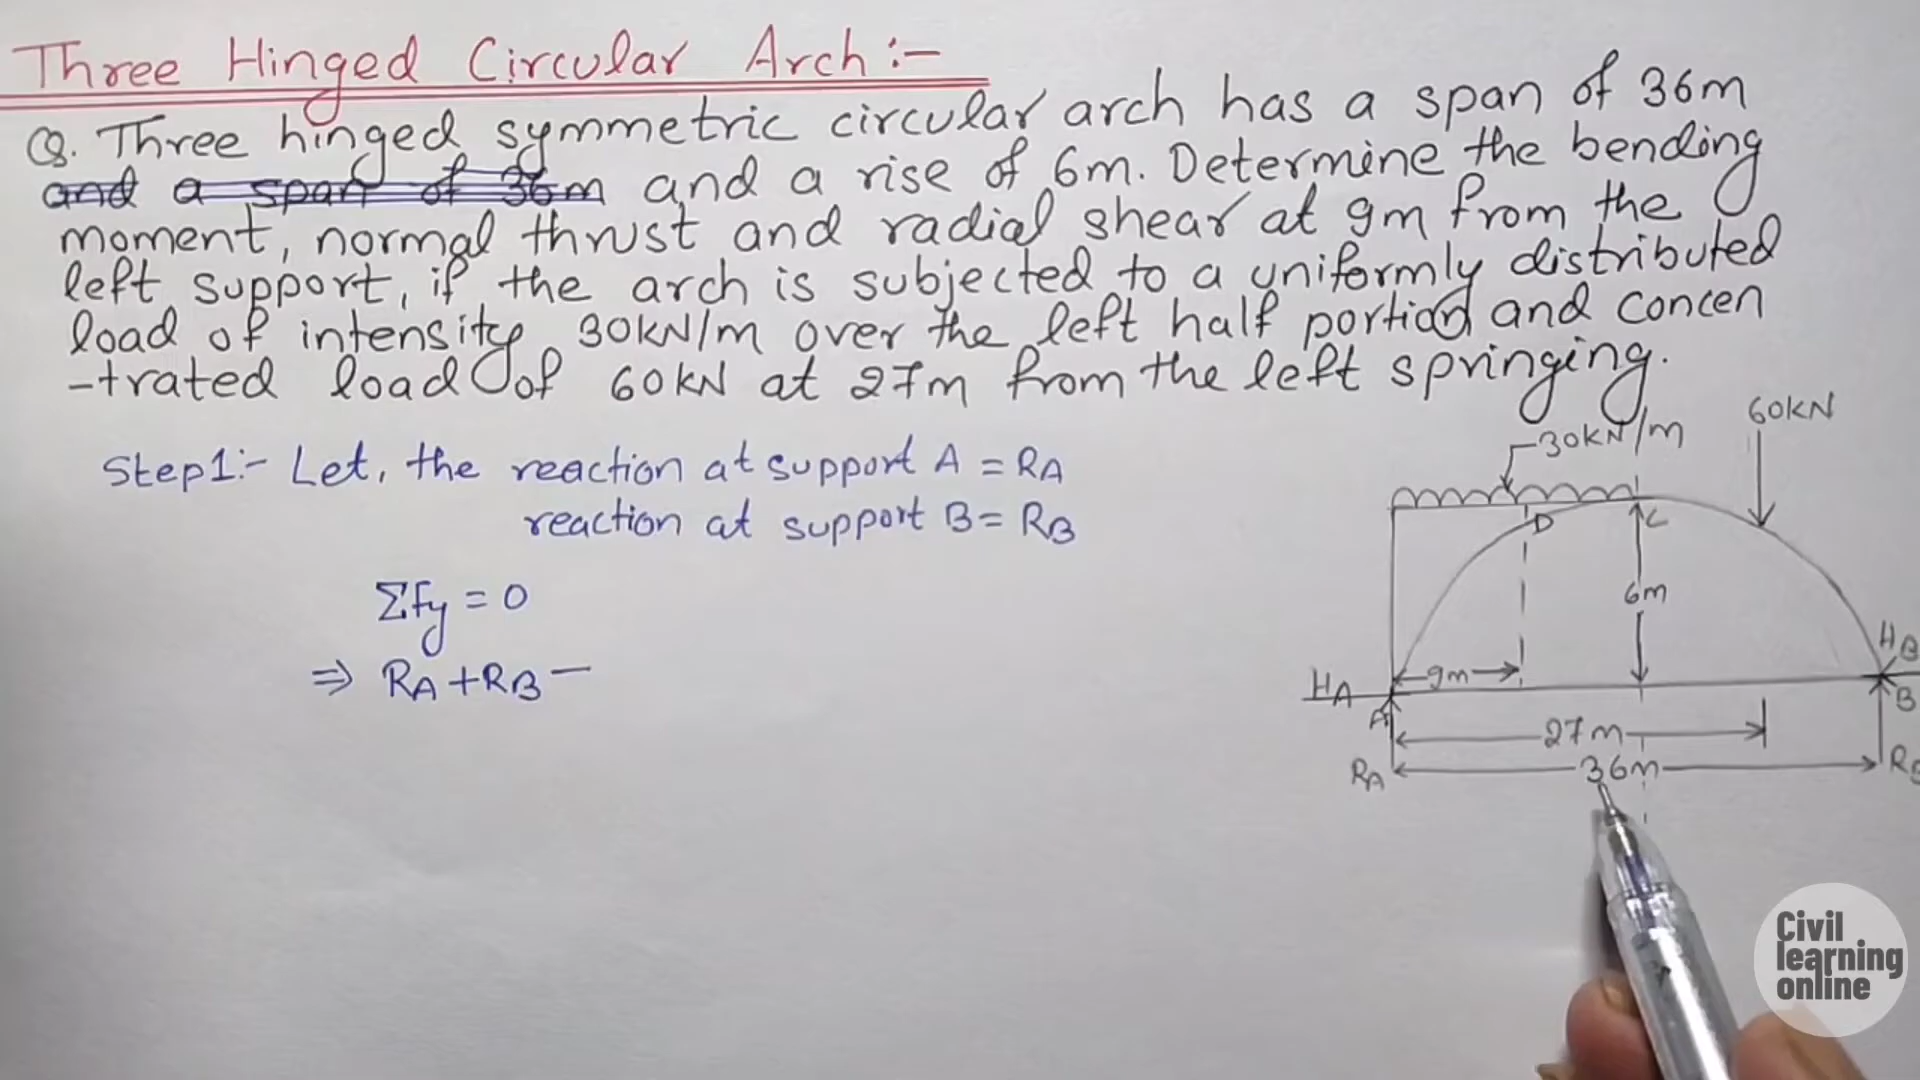 Three Hinged Circular Arch:-
Q. Three hinged symmetric circular arch has a span of 36m
and a span of 36m and a rise of 6m. Determine the bending
moment, normal thrust and radial shear at 9m from the
left support, if the arch is subjected to a uniformly distributed
load of intensity 30kN/m over the left half portion and concen
-trated load of 60kN at 27m from the left springing.
Step1:- Let, the reaction at support A = RA
reaction at support B = RB
ΣFy = 0
⇒ RA+RB-
60kN
30kN/m
D C
6m
HA 9m HB
A B
27m
RA 36m
Civil
learning
online